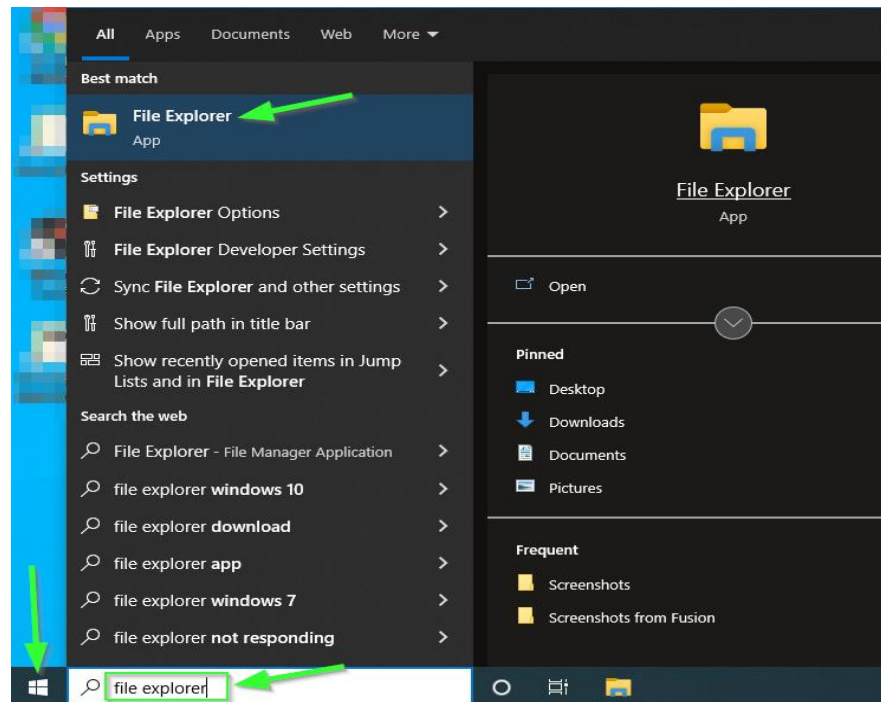 All Apps Documents Web More
Best match
File Explorer
App
Settings
File Explorer Options
File Explorer Developer Settings
Sync File Explorer and other settings
Show full path in title bar
Show recently opened items in Jump
Lists and in File Explorer
Search the web
File Explorer - File Manager Application
file explorer windows 10
file explorer download
file explorer app
file explorer windows 7
file explorer not responding
file explorer
File Explorer
App
Open
Pinned
Desktop
Downloads
Documents
Pictures
Frequent
Screenshots
Screenshots from Fusion